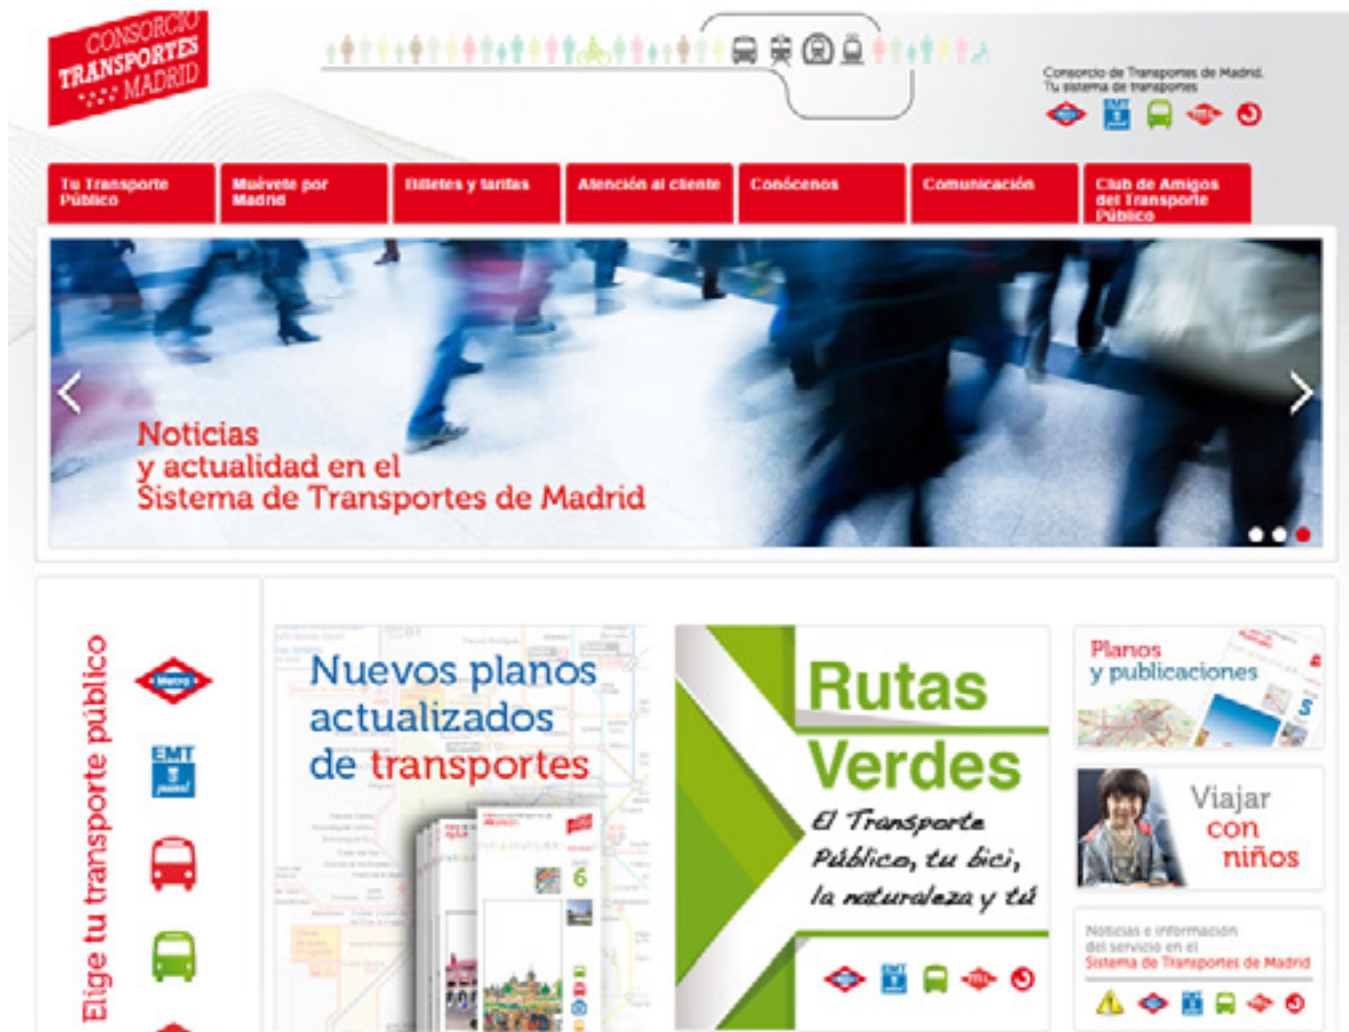 CONSORCIO
TRANSPORTES
MADRID
Consorcio de Transportes de Madrid.
Tu sistema de transportes
EMT
Tu Transporte
Público
Muévete por
Madrid
Billetes y tarifas
Atención al cliente
Conócenos
Comunicación
Club de Amigos
del Transporte
Público
Noticias
y actualidad en el
Sistema de Transportes de Madrid
Elige tu transporte público
Metro
EMT
Nuevos planos
actualizados
de transportes
6
Rutas
Verdes
El Transporte
Público, tu bici,
la naturaleza y tú
EMT
Planos
y publicaciones
S
Viajar
con
niños
Noticias e información
del servicio en el
Sistema de Transportes de Madrid